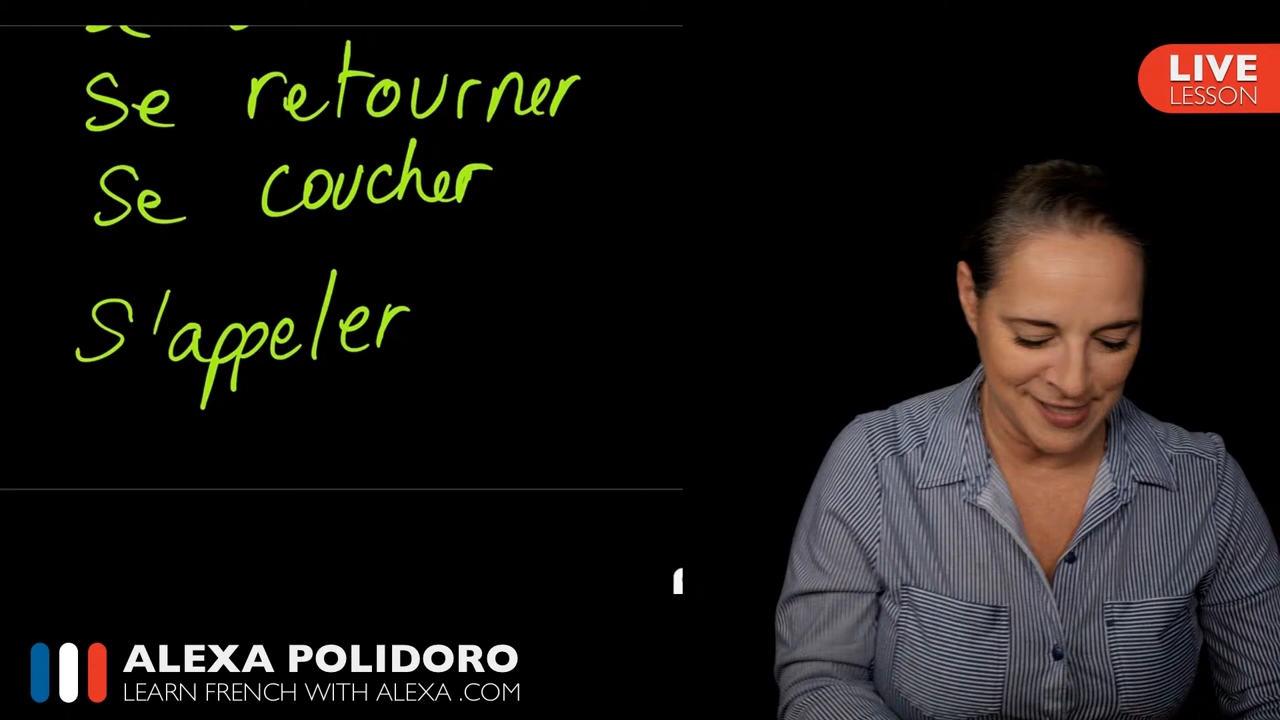 Se retourner
Se coucher
S'appeler
LIVE
LESSON
ALEXA POLIDORO
LEARN FRENCH WITH ALEXA .COM